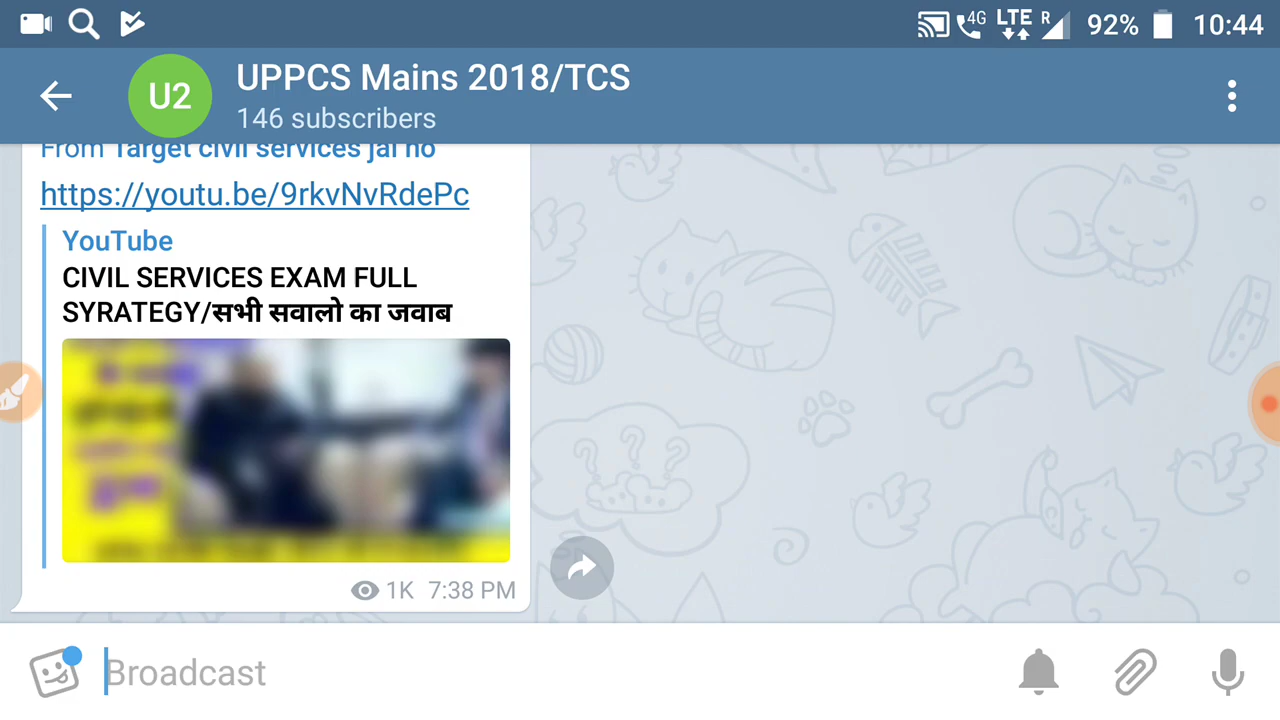 4G LTE R 92% 10:44
U2 UPPCS Mains 2018/TCS
146 subscribers
From Target civil services jai ho
https://youtu.be/9rkvNvRdePc
YouTube
CIVIL SERVICES EXAM FULL
SYRATEGY/सभी सवालो का जवाब
1K 7:38 PM
Broadcast